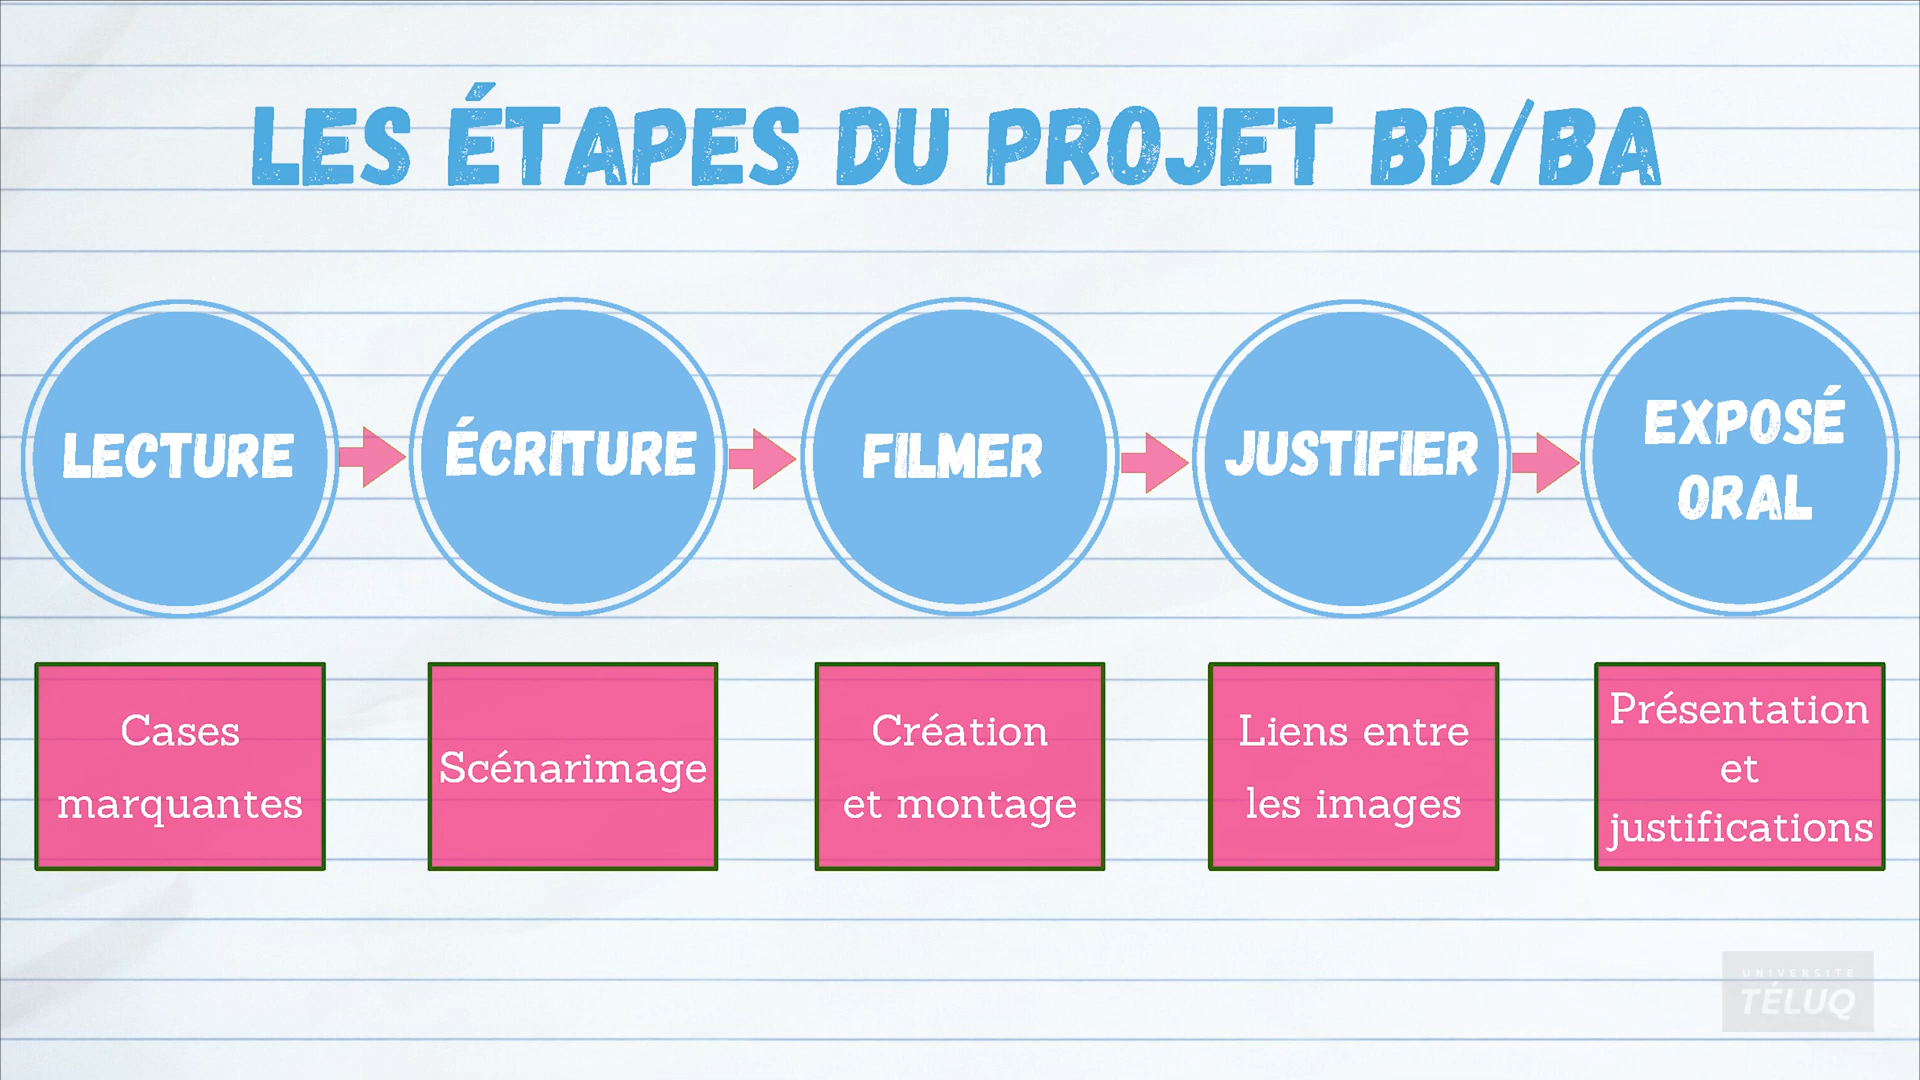 LES ÉTAPES DU PROJET BD/BA
LECTURE
ÉCRITURE
FILMER
JUSTIFIER
EXPOSÉ
ORAL
Cases
marquantes
Scénarimage
Création
et montage
Liens entre
les images
Présentation
et
justifications
UNIVERSITÉ
TÉLUQ